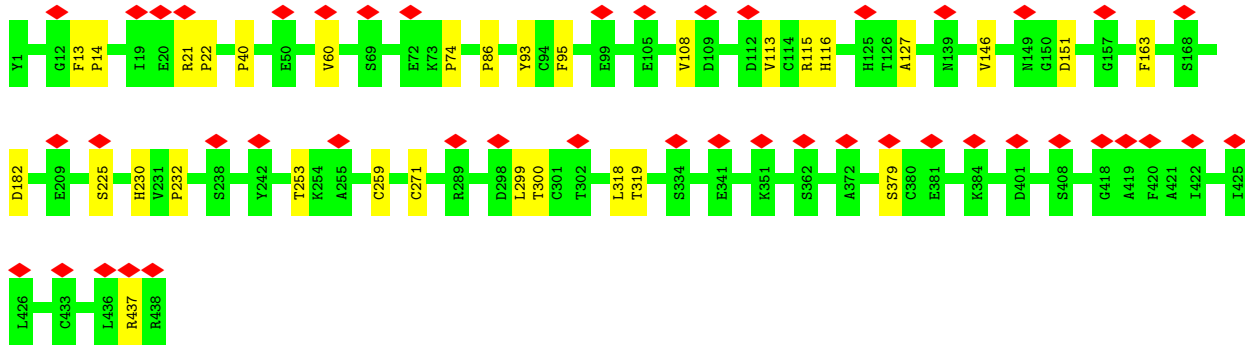 Y1 G12 F13 P14 I19 E20 R21 P22 P40 E50 V60 S69 E72 K73 P74 P86 Y93 C94 F95 E99 E105 V108 D109 D112 V113 C114 R115 H116 H125 T126 A127 N139 V146 N149 G150 D151 G157 F163 S168
D182 E209 S225 H230 V231 P232 S238 Y242 T253 K254 A255 C259 C271 R289 D298 L299 T300 C301 T302 L318 T319 S334 E341 K351 S362 A372 S379 C380 E381 K384 D401 S408 G418 A419 F420 A421 I422 I425
L426 C433 L436 R437 R438